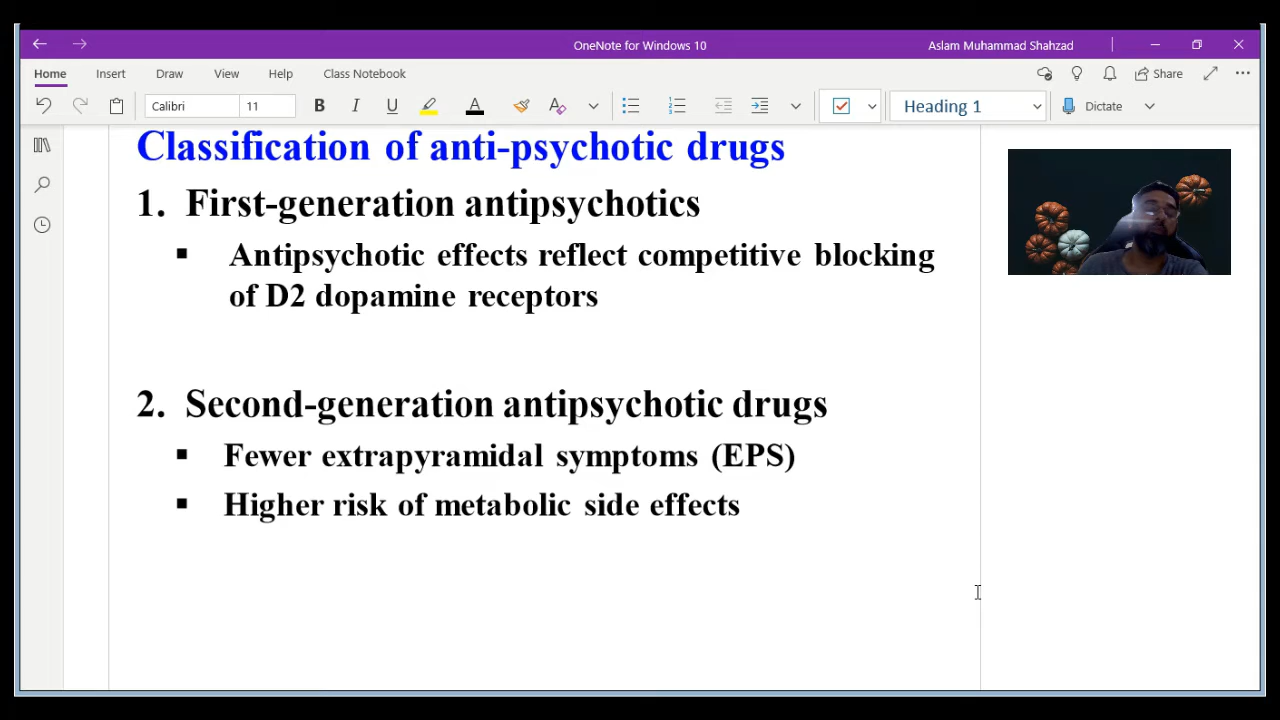 OneNote for Windows 10
Aslam Muhammad Shahzad
Home Insert Draw View Help Class Notebook
Share
Calibri 11 B I U A A Heading 1 Dictate
Classification of anti-psychotic drugs
1. First-generation antipsychotics
▪ Antipsychotic effects reflect competitive blocking
of D2 dopamine receptors
2. Second-generation antipsychotic drugs
▪ Fewer extrapyramidal symptoms (EPS)
▪ Higher risk of metabolic side effects